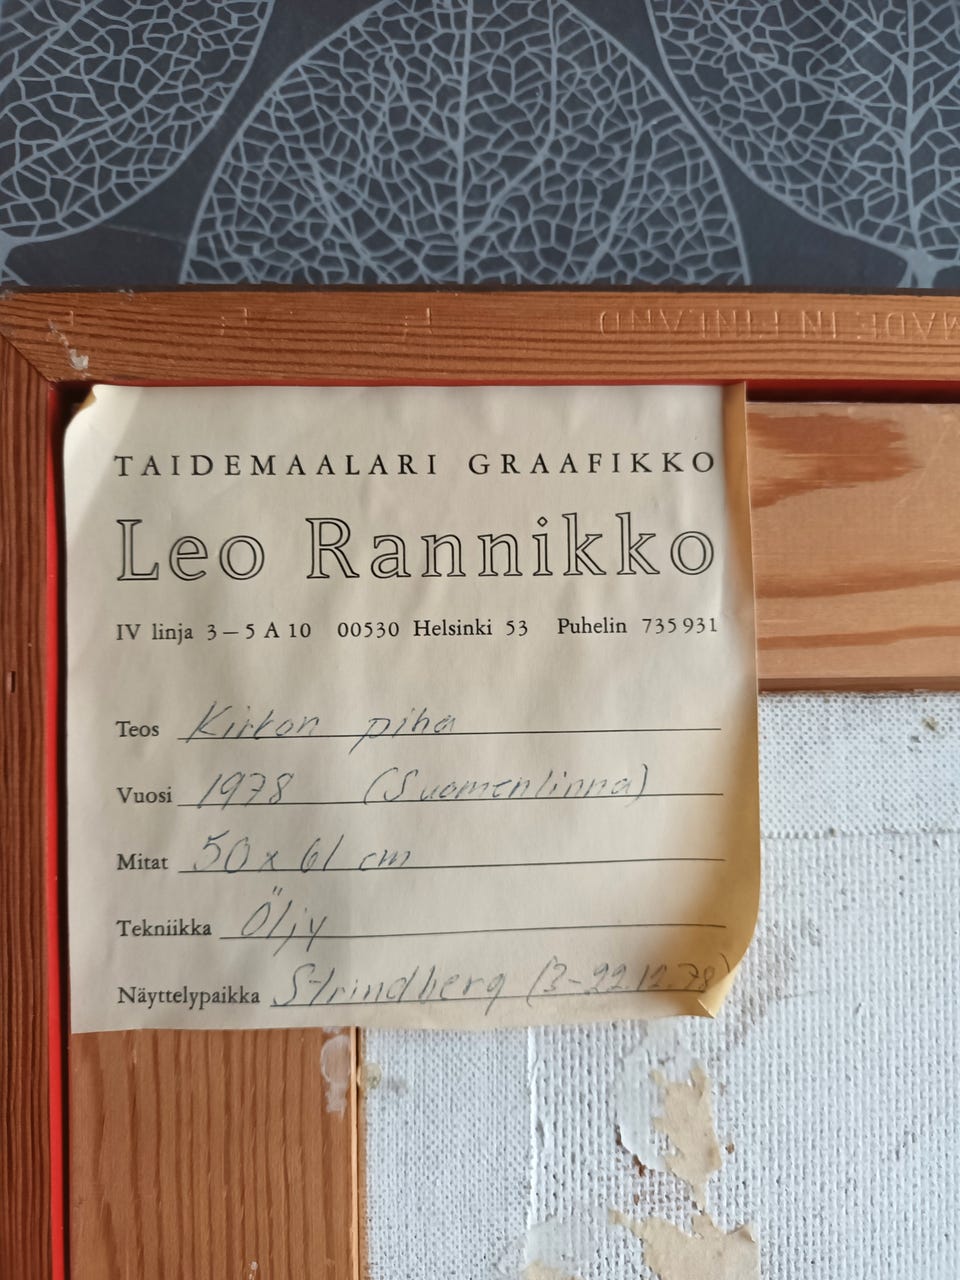 MADE IN FINLAND
TAIDEMAALARI GRAAFIKKO
Leo Rannikko
IV linja 3 – 5 A 10 00530 Helsinki 53 Puhelin 735 931
Teos Kirkon piha
Vuosi 1978 (Suomenlinna)
Mitat 50 x 61 cm
Tekniikka Öljy
Näyttelypaikka Strindberg (3-22.12.78)